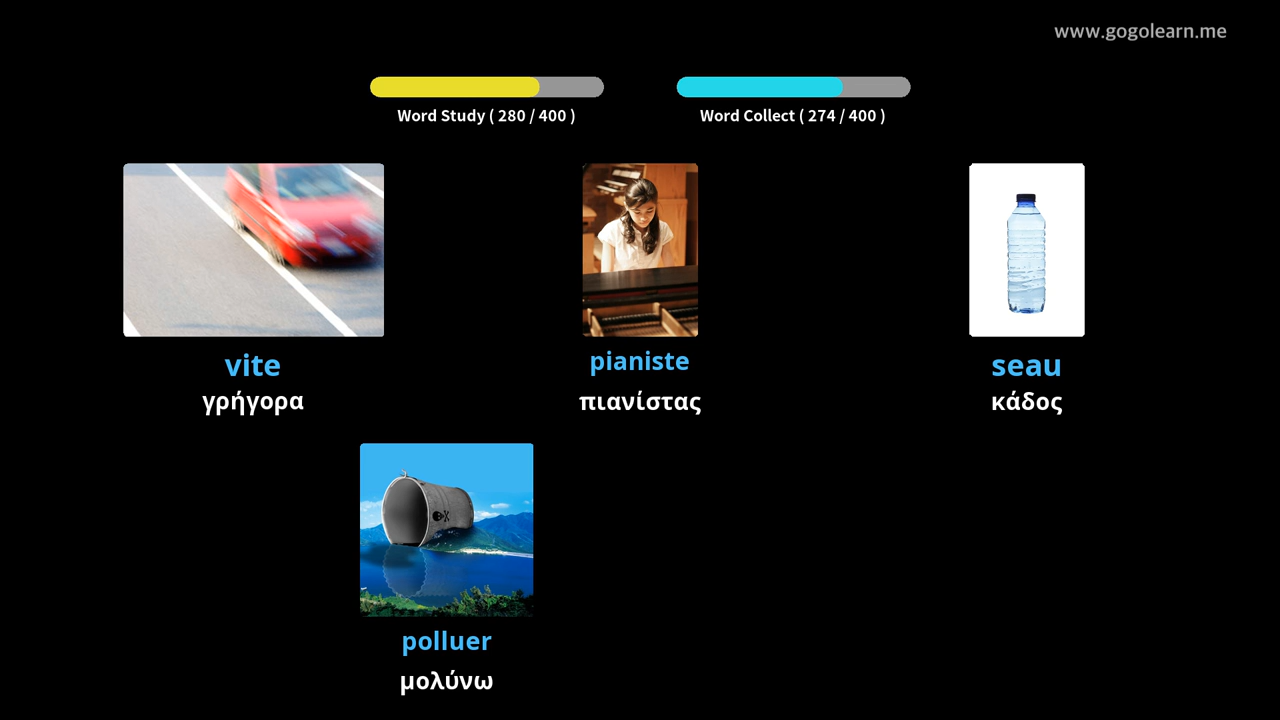 www.gogolearn.me
Word Study ( 280 / 400 )
Word Collect ( 274 / 400 )
vite
γρήγορα
pianiste
πιανίστας
seau
κάδος
polluer
μολύνω